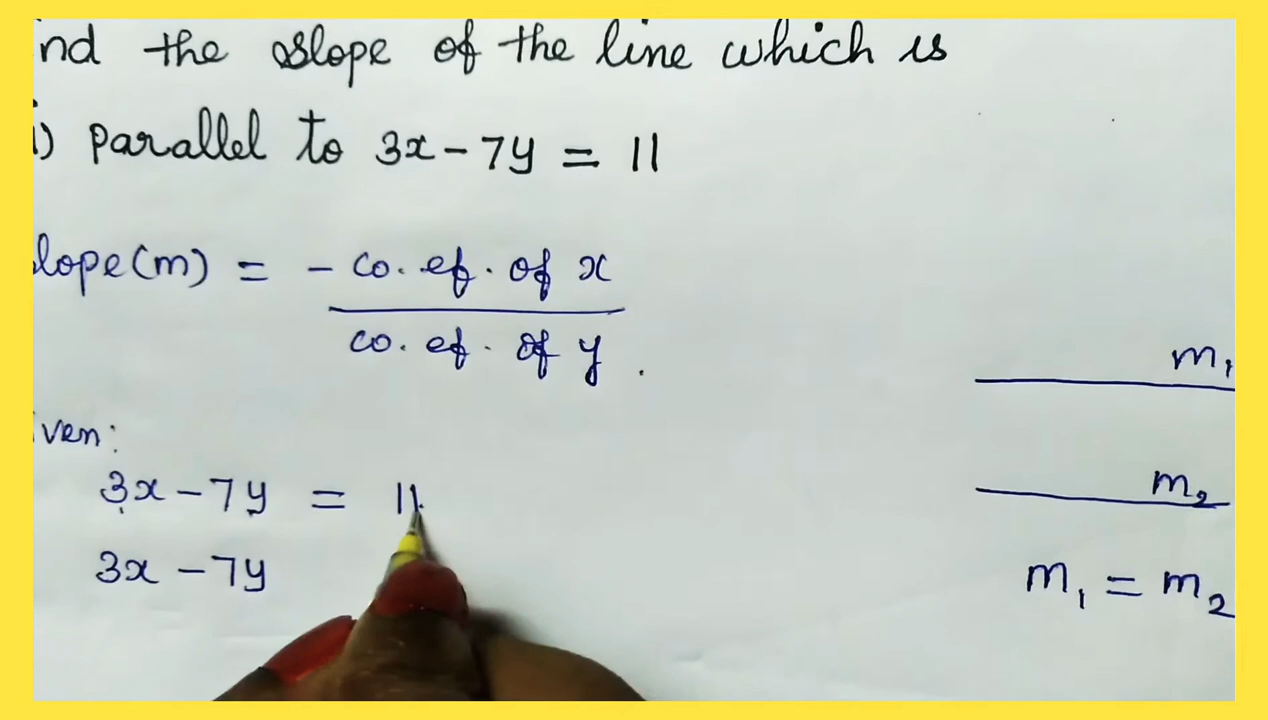 nd the slope of the line which is
i) parallel to 3x - 7y = 11
lope(m) = - co. ef. of x
co. ef. of y.
iven:
3x - 7y = 11
3x - 7y
m₁
m₂
m₁ = m₂